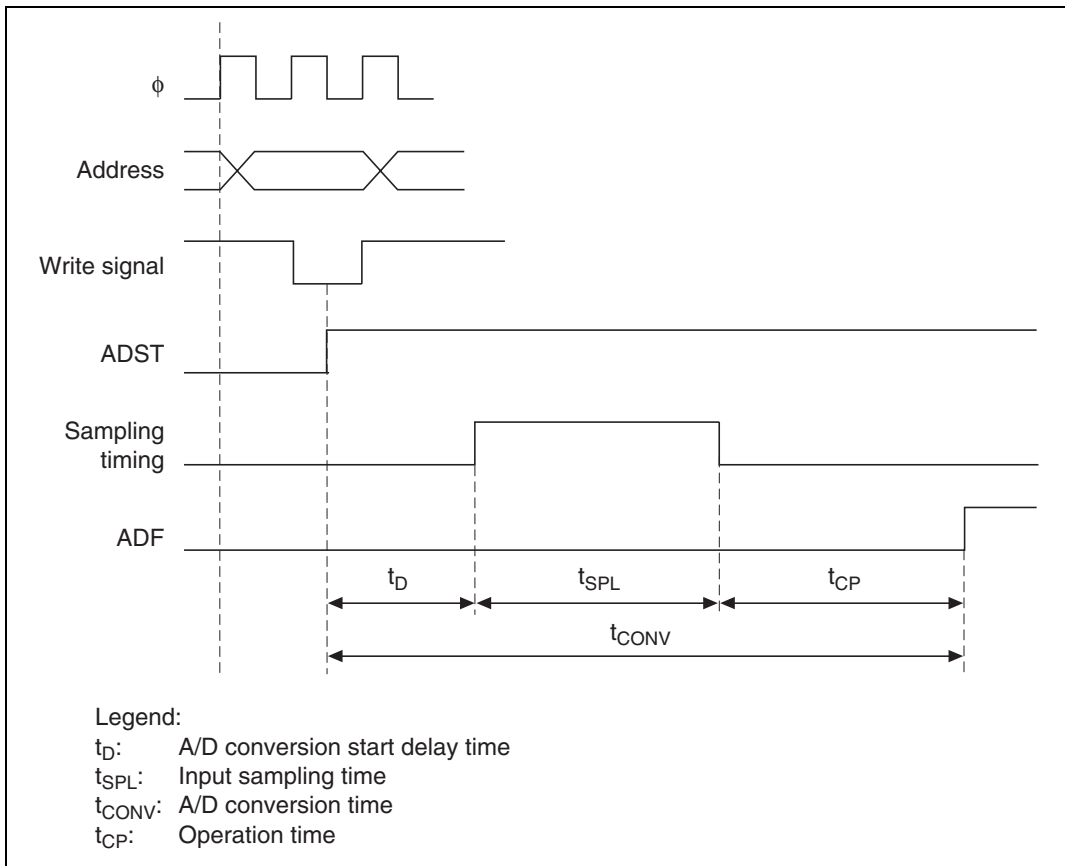 ϕ
Address
Write signal
ADST
Sampling
timing
ADF
tD
tSPL
tCP
tCONV
Legend:
tD: A/D conversion start delay time
tSPL: Input sampling time
tCONV: A/D conversion time
tCP: Operation time